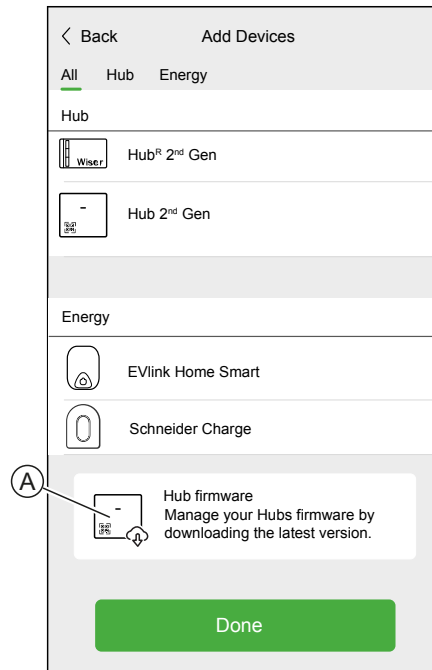 Back Add Devices
All Hub Energy
Hub
Wiser Hubᴿ 2ⁿᵈ Gen
Hub 2ⁿᵈ Gen
Energy
EVlink Home Smart
Schneider Charge
A
Hub firmware
Manage your Hubs firmware by
downloading the latest version.
Done